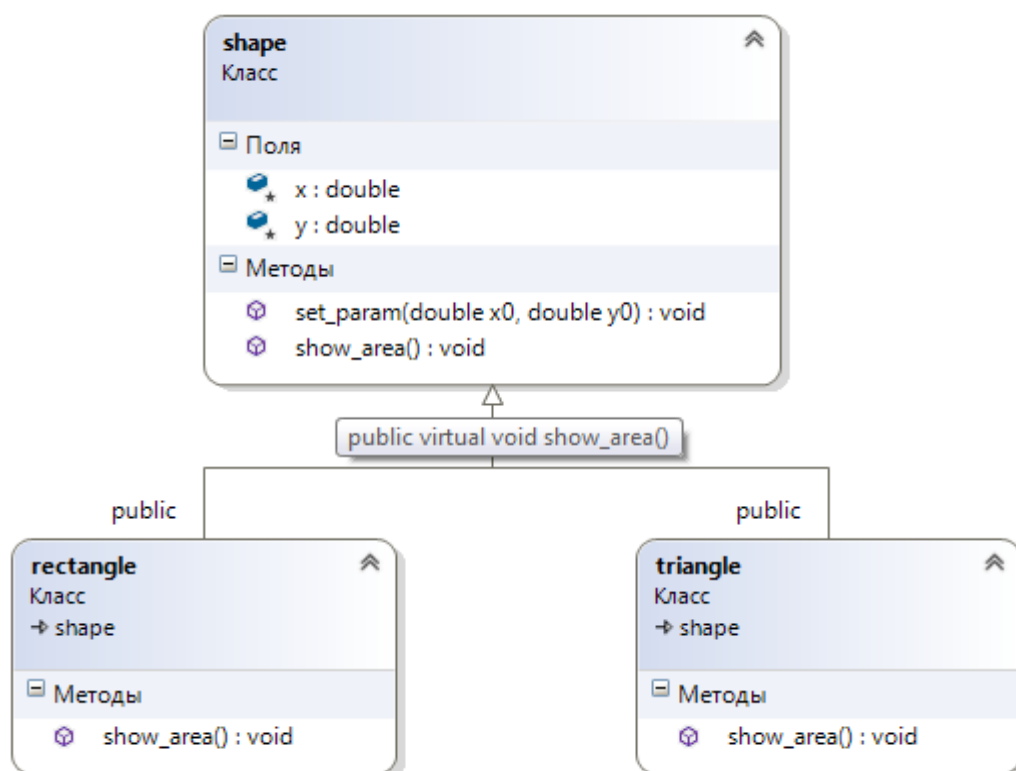 shape
Класс
Поля
x : double
y : double
Методы
set_param(double x0, double y0) : void
show_area() : void
public virtual void show_area()
public
public
rectangle
Класс
shape
Методы
show_area() : void
triangle
Класс
shape
Методы
show_area() : void